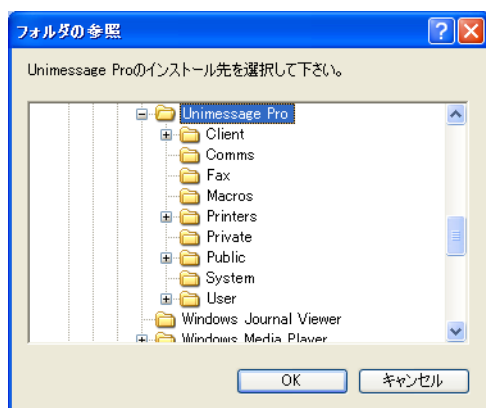 フォルダの参照
Unimessage Proのインストール先を選択して下さい。
Unimessage Pro
Client
Comms
Fax
Macros
Printers
Private
Public
System
User
Windows Journal Viewer
Windows Media Player
OK
キャンセル